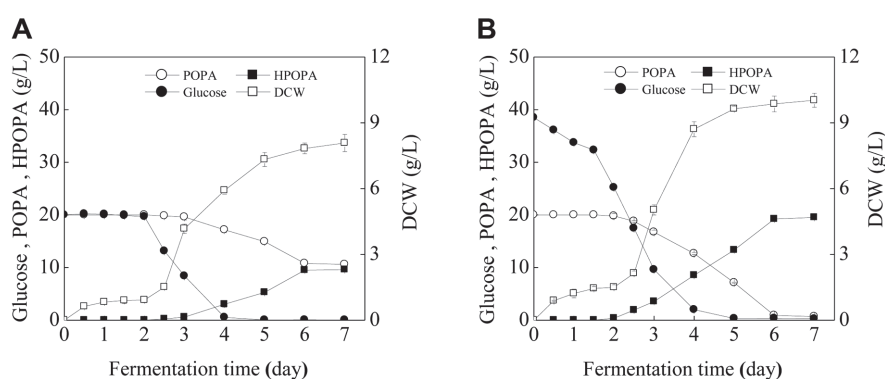 A
50
40
30
20
10
0
Glucose , POPA , HPOPA (g/L)
POPA
HPOPA
Glucose
DCW
12
9
6
3
0
DCW (g/L)
0 1 2 3 4 5 6 7
Fermentation time (day)
B
50
40
30
20
10
0
Glucose , POPA , HPOPA (g/L)
POPA
HPOPA
Glucose
DCW
12
9
6
3
0
DCW (g/L)
0 1 2 3 4 5 6 7
Fermentation time (day)